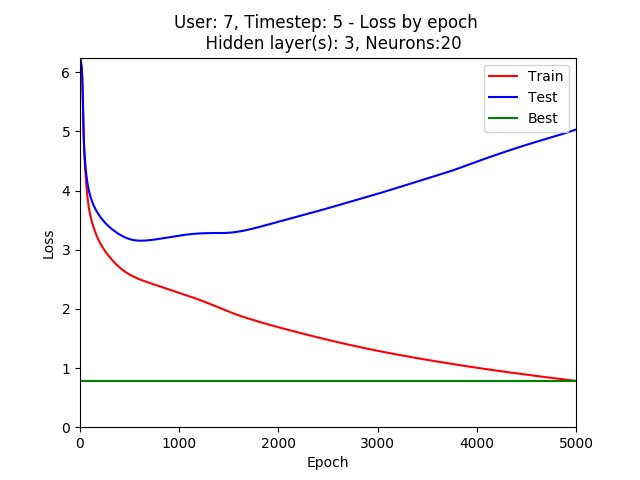 User: 7, Timestep: 5 - Loss by epoch
Hidden layer(s): 3, Neurons:20
6
5
4
3
2
1
0
Loss
Train
Test
Best
0 1000 2000 3000 4000 5000
Epoch